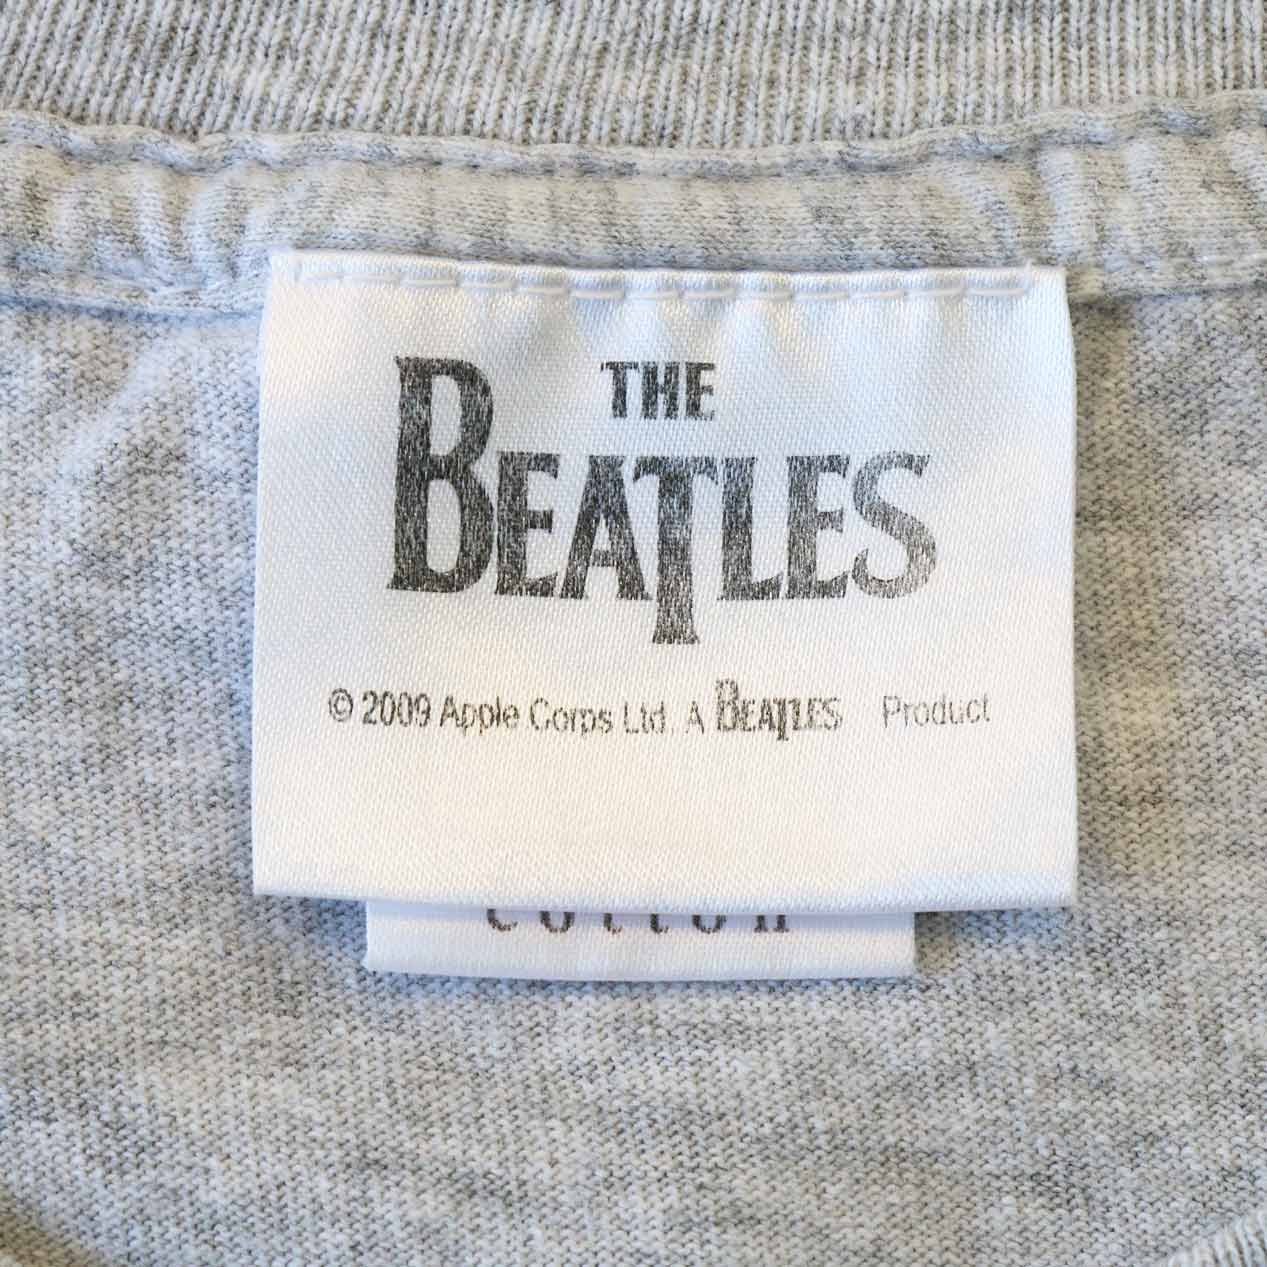 THE
BEATLES
© 2009 Apple Corps Ltd. A BEATLES Product
cotton